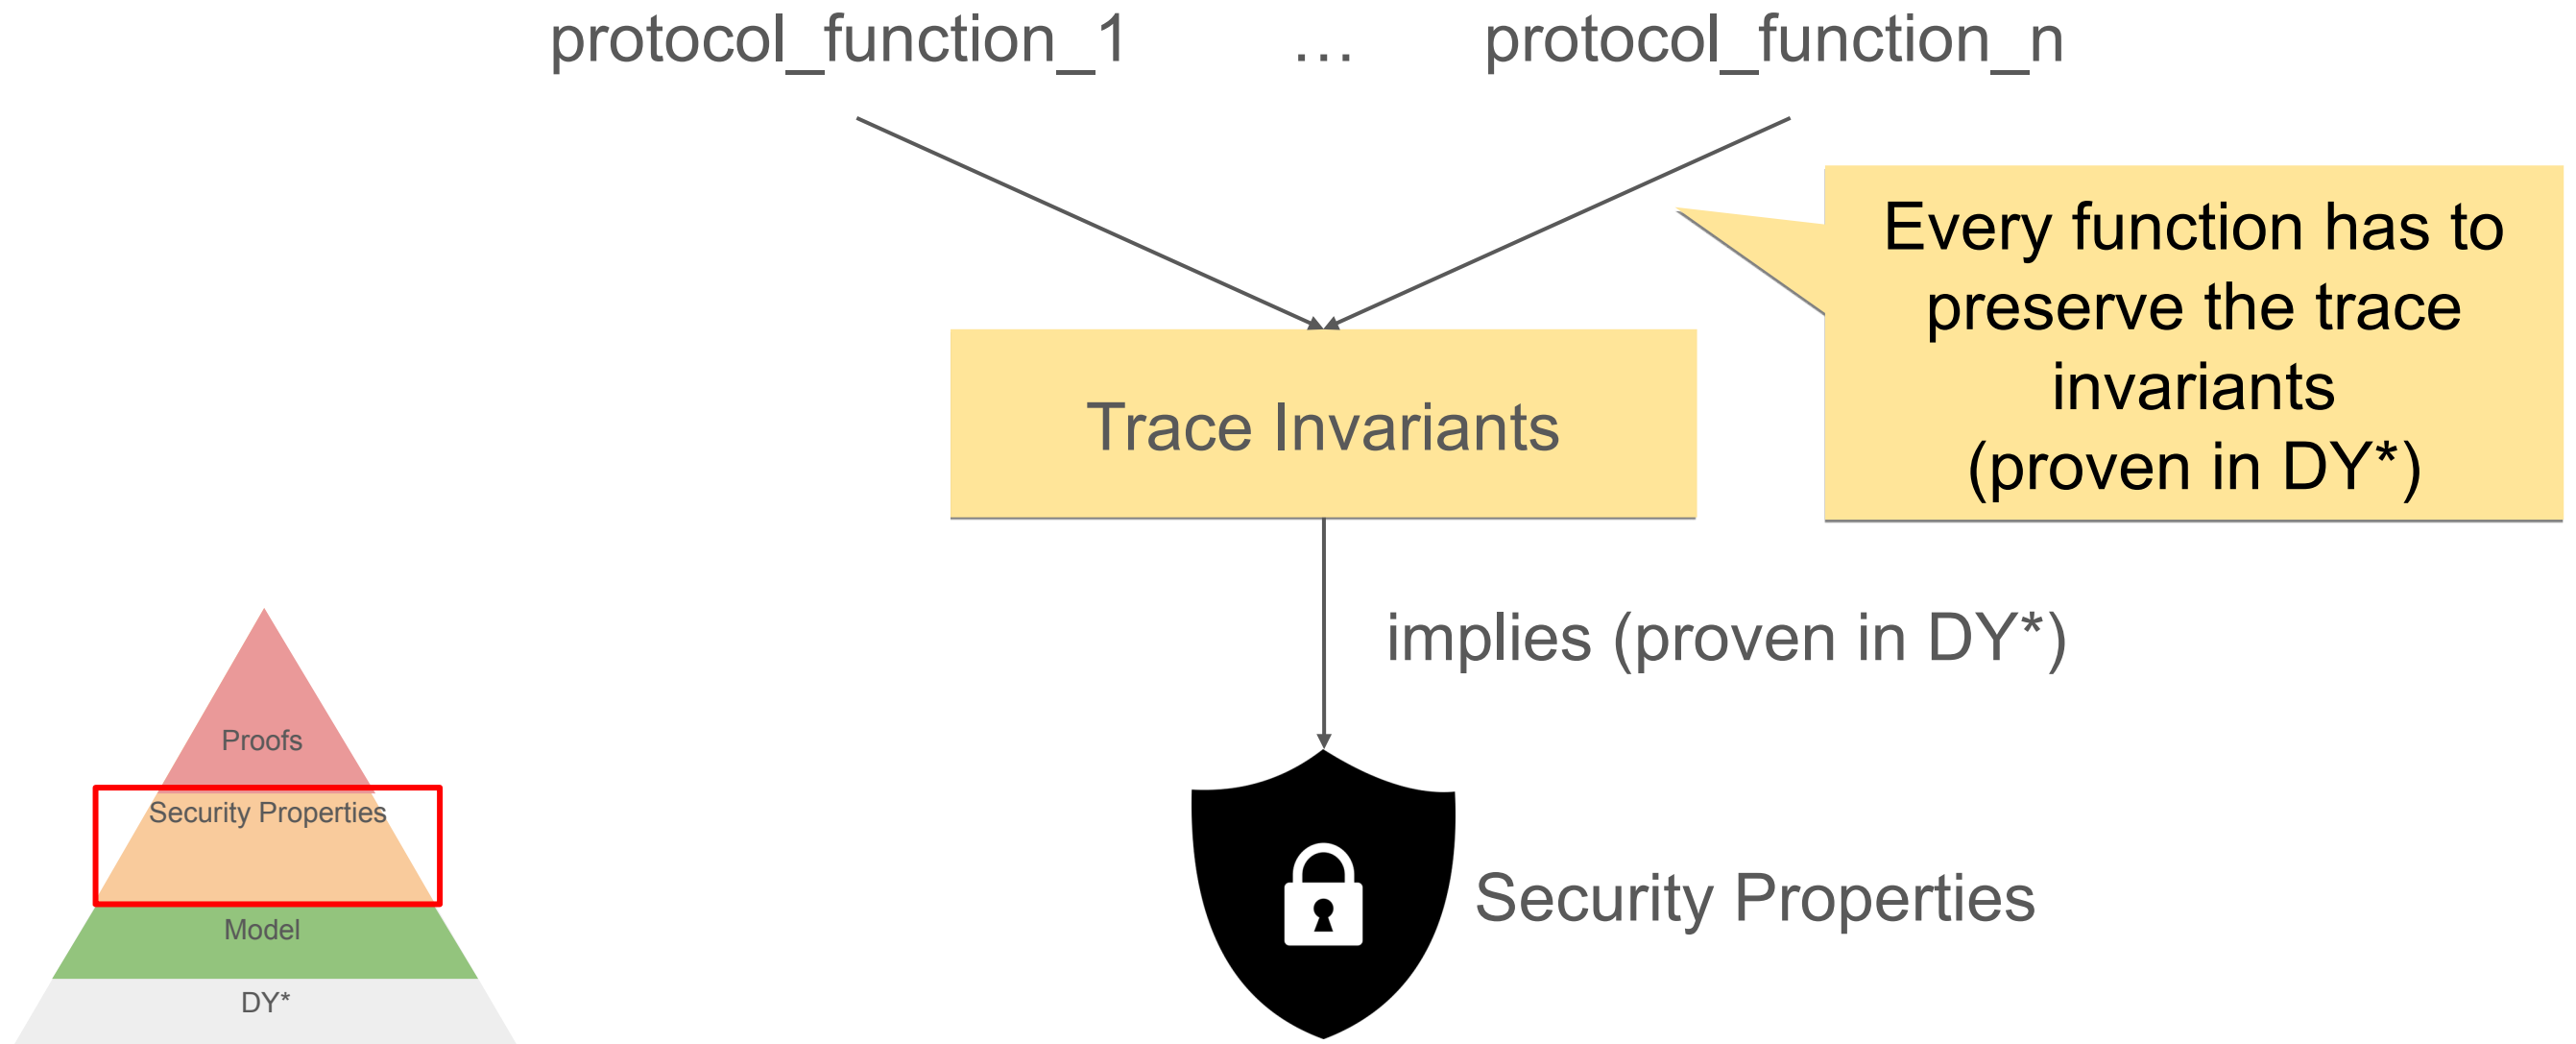 protocol_function_1 … protocol_function_n
Every function has to
preserve the trace
invariants
(proven in DY*)
Trace Invariants
implies (proven in DY*)
Security Properties
Proofs
Security Properties
Model
DY*